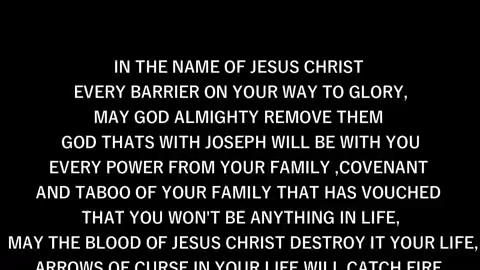 IN THE NAME OF JESUS CHRIST
EVERY BARRIER ON YOUR WAY TO GLORY,
MAY GOD ALMIGHTY REMOVE THEM
GOD THATS WITH JOSEPH WILL BE WITH YOU
EVERY POWER FROM YOUR FAMILY ,COVENANT
AND TABOO OF YOUR FAMILY THAT HAS VOUCHED
THAT YOU WON'T BE ANYTHING IN LIFE,
MAY THE BLOOD OF JESUS CHRIST DESTROY IT YOUR LIFE,
ARROWS OF CURSE IN YOUR LIFE WILL CATCH FIRE